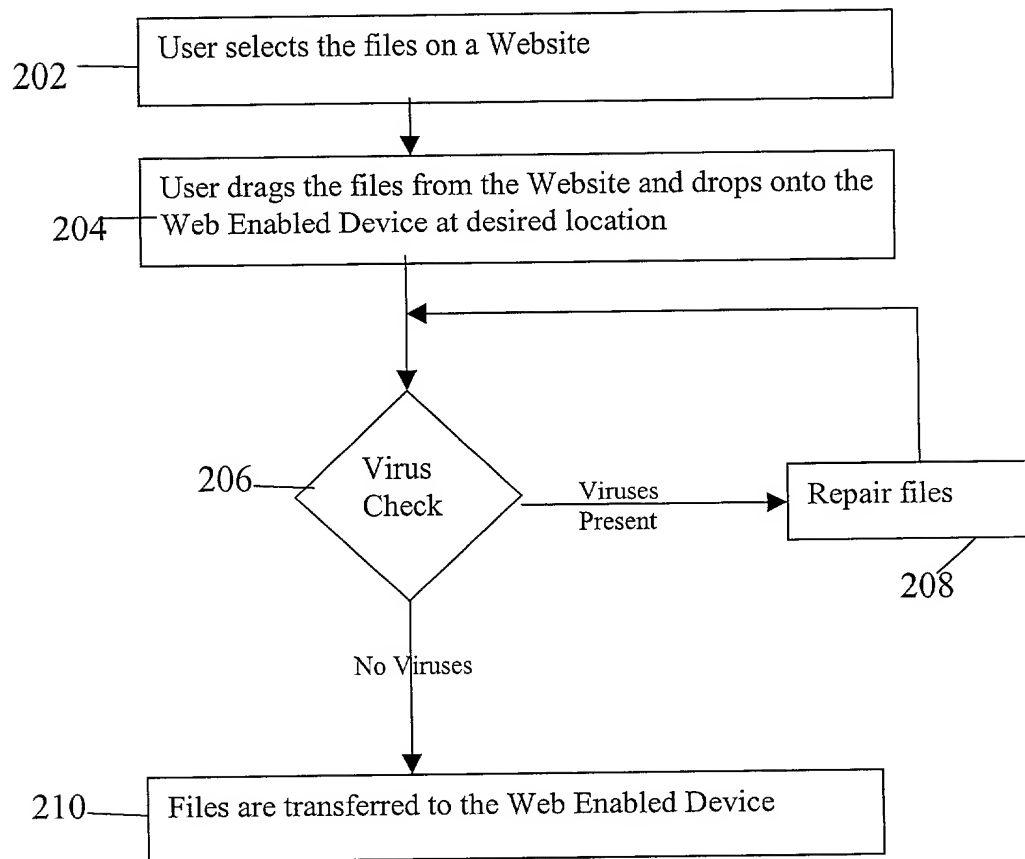 User selects the files on a Website
202
User drags the files from the Website and drops onto the
Web Enabled Device at desired location
204
206
Virus
Check
Viruses
Present
Repair files
208
No Viruses
210
Files are transferred to the Web Enabled Device